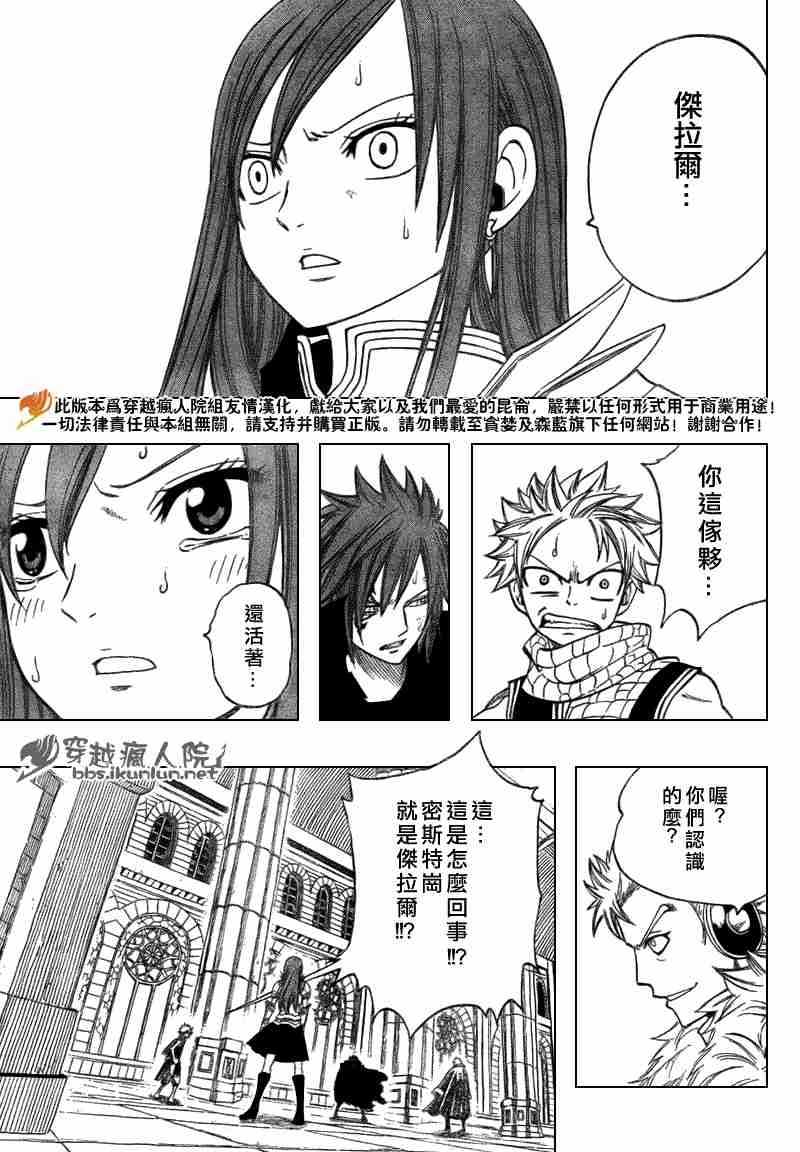 傑拉爾…
此版本爲穿越瘋人院組友情漢化，獻給大家以及我們最愛的昆侖，嚴禁以任何形式用于商業用途！
一切法律責任與本組無關，請支持并購買正版。請勿轉載至貪婪及森藍旗下任何網站！謝謝合作！
你這傢夥…
還活著…
穿越瘋人院
bbs.ikunlun.net
喔？
你們認識
的麼？
這…
這是怎麼回事!!?
密斯特崗
就是傑拉爾!!?